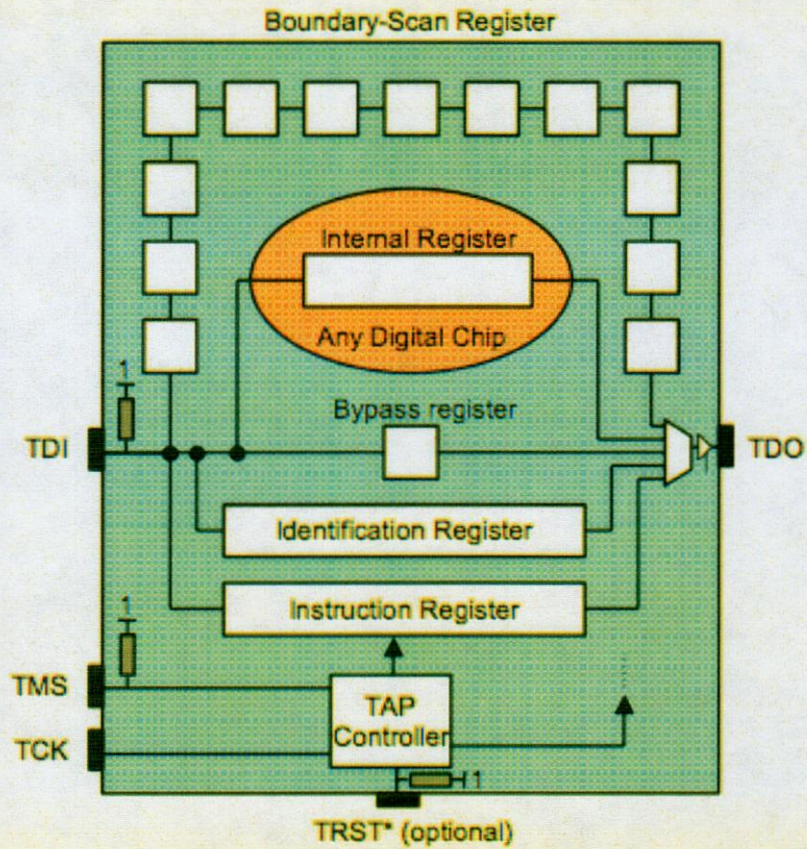 Boundary-Scan Register
Internal Register
Any Digital Chip
1
Bypass register
TDI
TDO
Identification Register
1
Instruction Register
TMS
TAP
Controller
TCK
1
TRST* (optional)